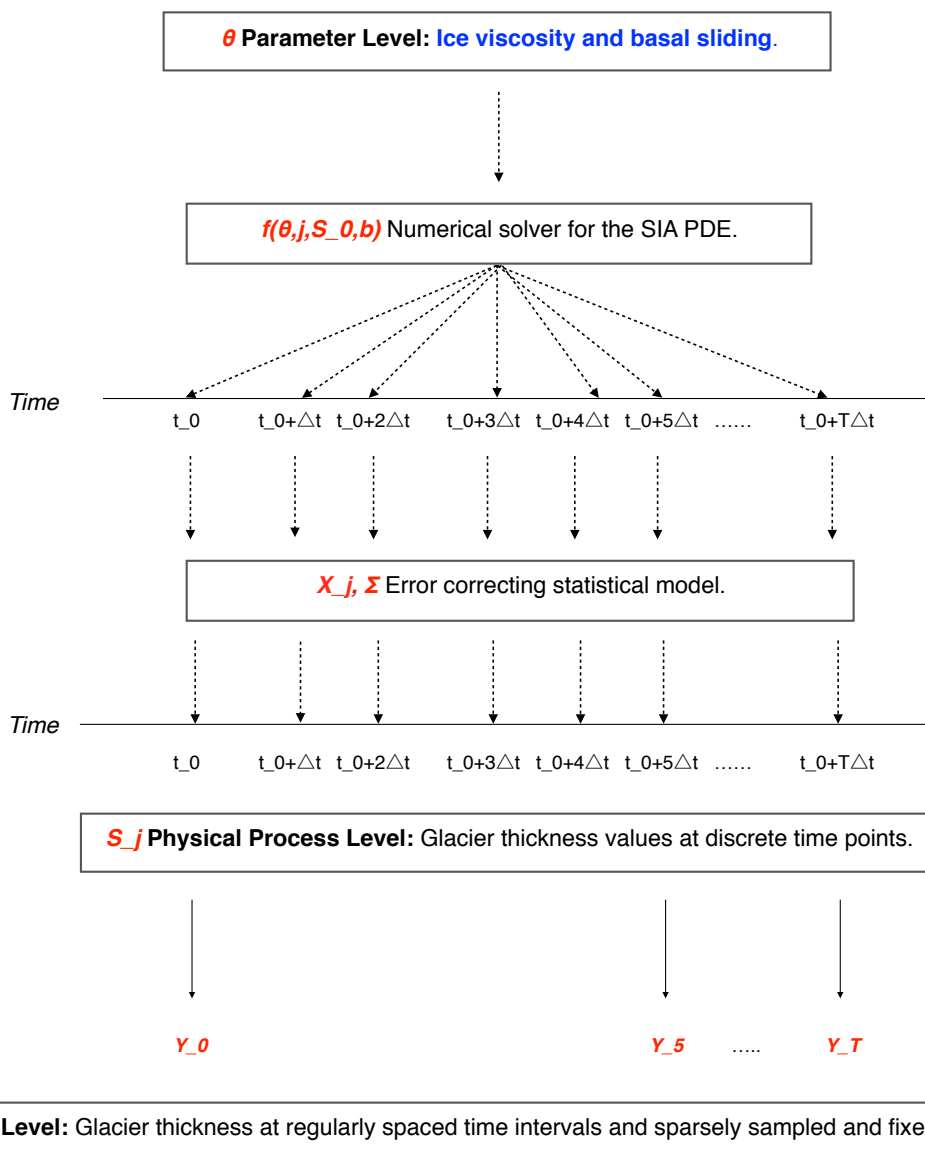 θ Parameter Level: Ice viscosity and basal sliding.
f(θ,j,S_0,b) Numerical solver for the SIA PDE.
Time
t_0 t_0+△t t_0+2△t t_0+3△t t_0+4△t t_0+5△t …… t_0+T△t
X_j, Σ Error correcting statistical model.
Time
t_0 t_0+△t t_0+2△t t_0+3△t t_0+4△t t_0+5△t …… t_0+T△t
S_j Physical Process Level: Glacier thickness values at discrete time points.
Y_0 Y_5 ….. Y_T
Level: Glacier thickness at regularly spaced time intervals and sparsely sampled and fixe